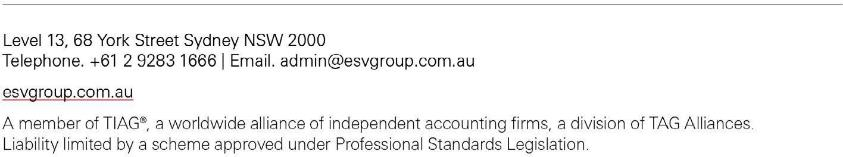 Level 13, 68 York Street Sydney NSW 2000
Telephone. +61 2 9283 1666 | Email. admin@esvgroup.com.au
esvgroup.com.au
A member of TIAG®, a worldwide alliance of independent accounting firms, a division of TAG Alliances.
Liability limited by a scheme approved under Professional Standards Legislation.